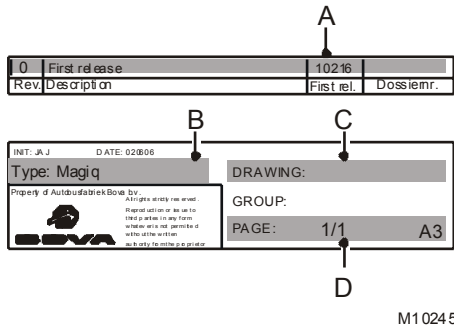 A
0 First release 10216
Rev. Description First rel. Dossiernr.
B C
INIT: JAJ DATE: 020606
Type: Magiq
DRAWING:
Property of Autobusfabriek Bova bv.
All rights strictly reserved.
Reproduction or issue to
third parties in any form
whatever is not permitted
without the written
authority from the proprietor
BOVA
GROUP:
PAGE: 1/1 A3
D
M10245